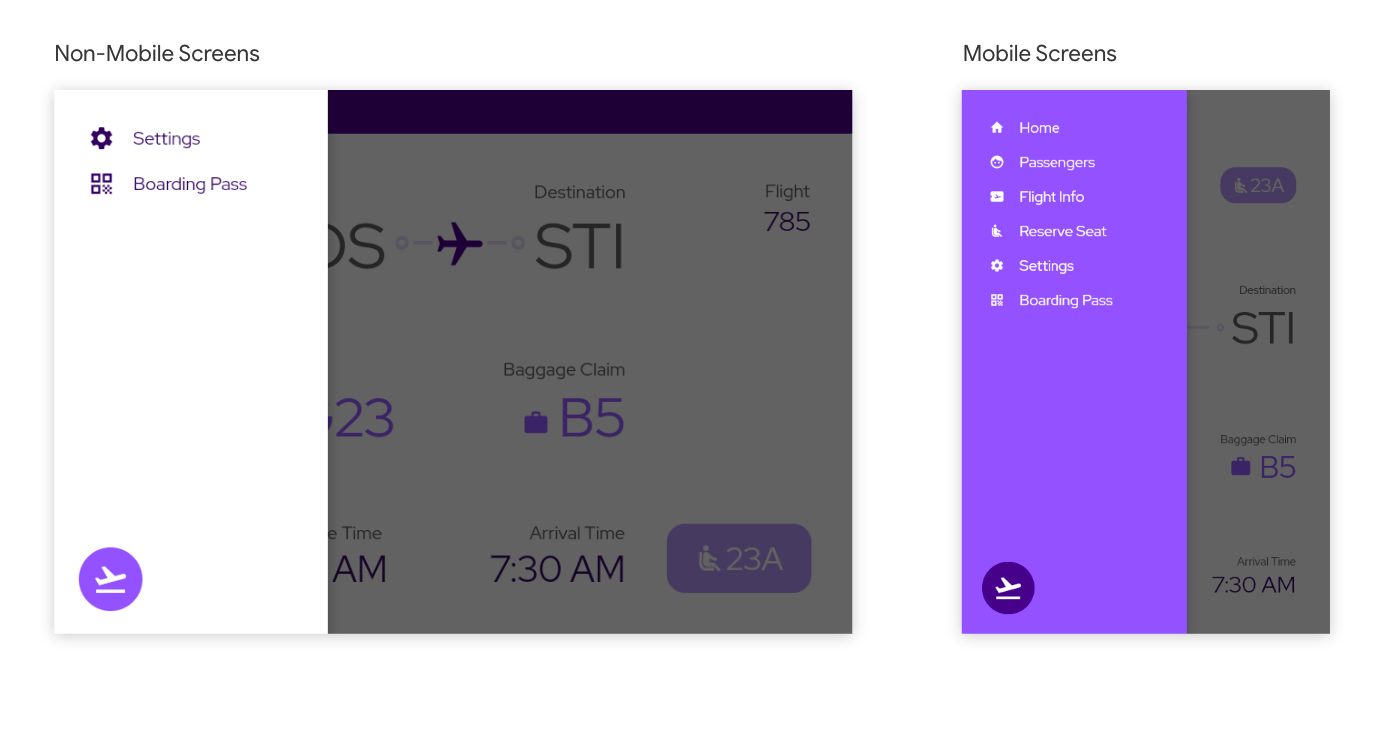 Non-Mobile Screens
Settings
Boarding Pass
Destination
Flight
785
OS
STI
Baggage Claim
23
B5
e Time
AM
Arrival Time
7:30 AM
23A
Mobile Screens
Home
Passengers
Flight Info
Reserve Seat
Settings
Boarding Pass
23A
Destination
STI
Baggage Claim
B5
Arrival Time
7:30 AM